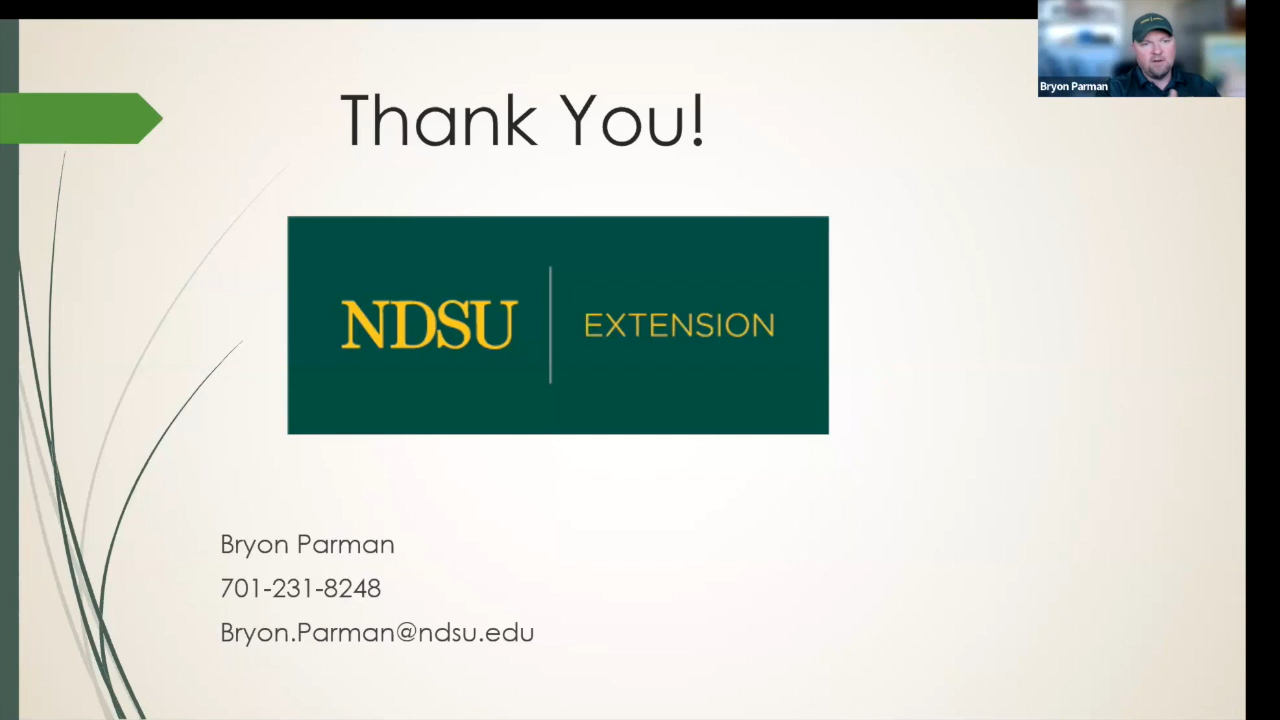 Thank You!
Bryon Parman
NDSU | EXTENSION
Bryon Parman
701-231-8248
Bryon.Parman@ndsu.edu